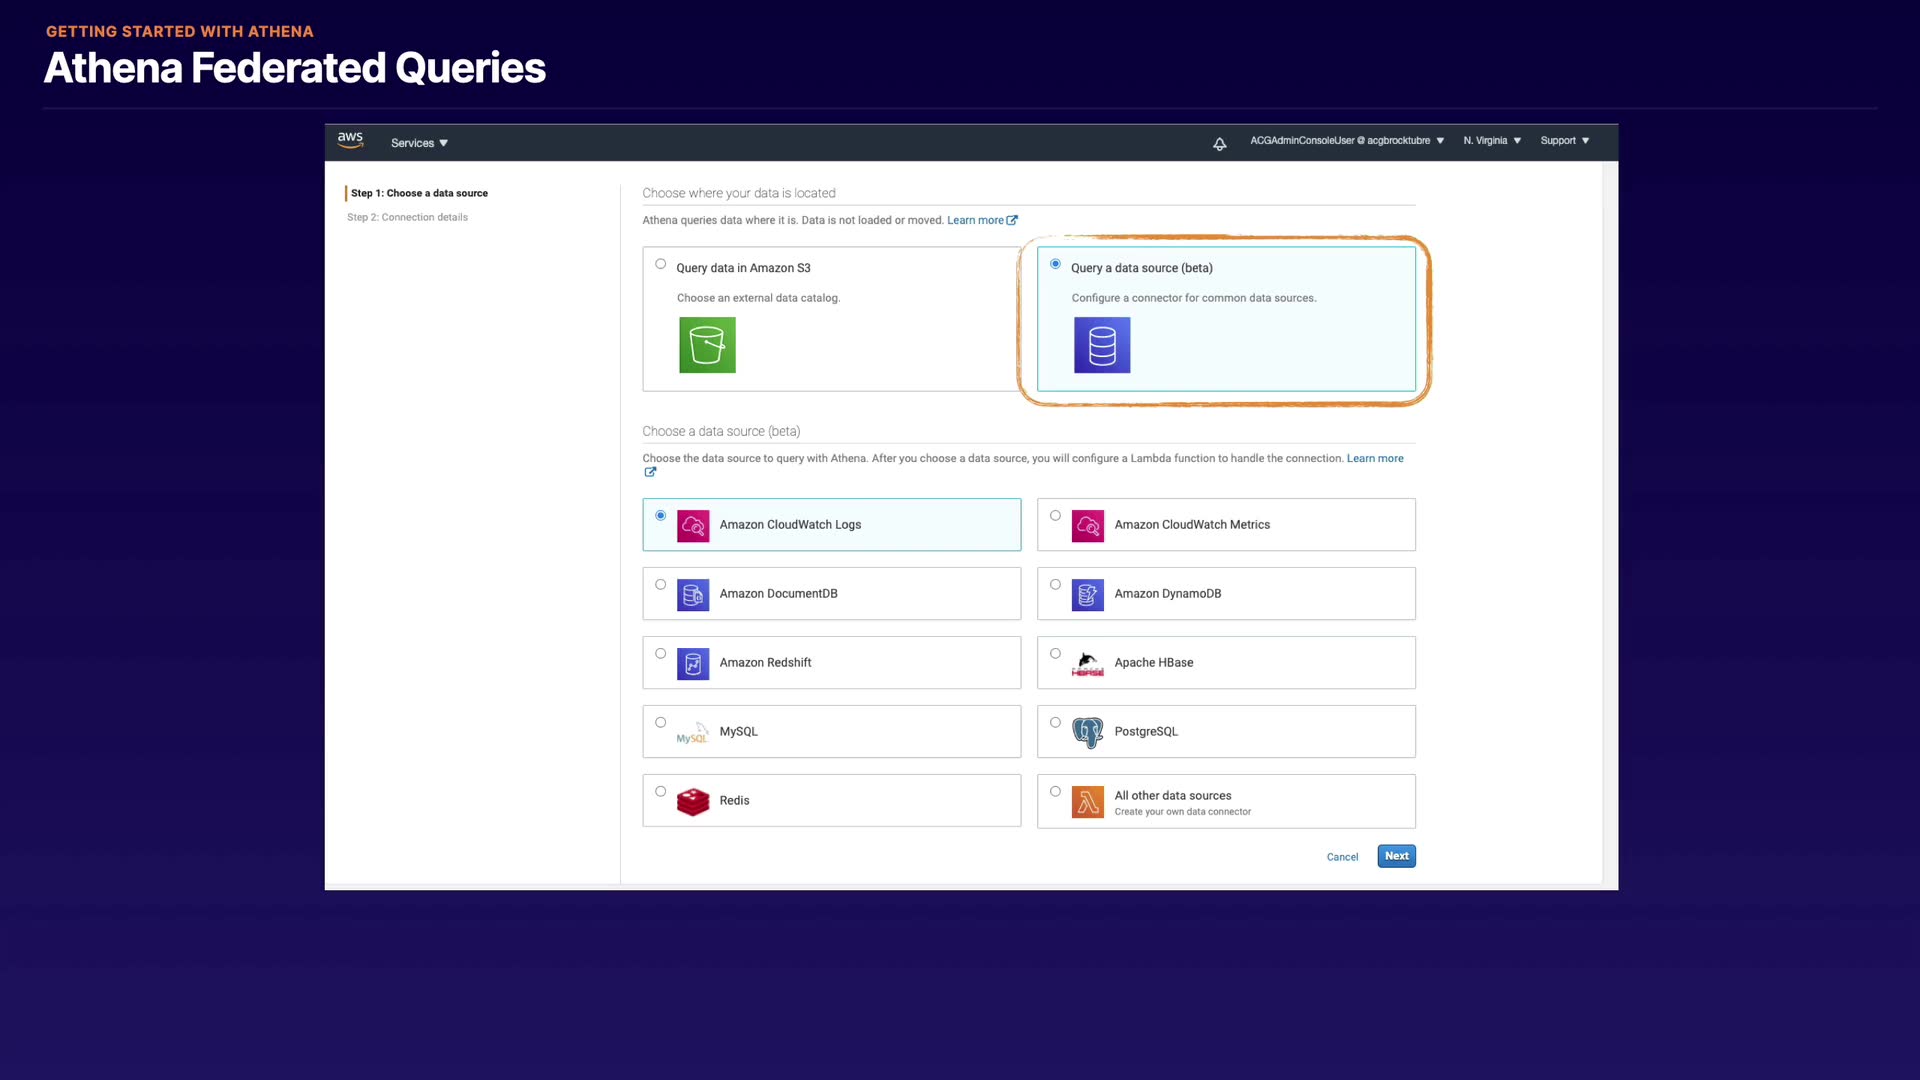 GETTING STARTED WITH ATHENA
Athena Federated Queries
aws
Services
ACGAdminConsoleUser @ acgbrocktubre
N. Virginia
Support
Step 1: Choose a data source
Step 2: Connection details
Choose where your data is located
Athena queries data where it is. Data is not loaded or moved. Learn more
Query data in Amazon S3
Choose an external data catalog.
Query a data source (beta)
Configure a connector for common data sources.
Choose a data source (beta)
Choose the data source to query with Athena. After you choose a data source, you will configure a Lambda function to handle the connection. Learn more
Amazon CloudWatch Logs
Amazon CloudWatch Metrics
Amazon DocumentDB
Amazon DynamoDB
Amazon Redshift
HBASE
Apache HBase
MySQL
MySQL
PostgreSQL
Redis
All other data sources
Create your own data connector
Cancel
Next